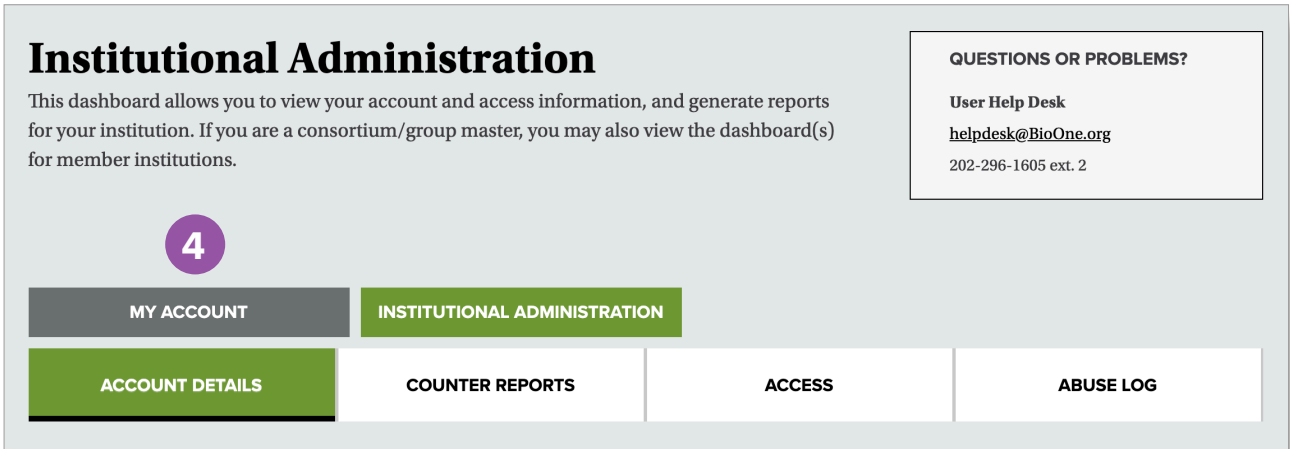 Institutional Administration
This dashboard allows you to view your account and access information, and generate reports
for your institution. If you are a consortium/group master, you may also view the dashboard(s)
for member institutions.
QUESTIONS OR PROBLEMS?
User Help Desk
helpdesk@BioOne.org
202-296-1605 ext. 2
4
MY ACCOUNT
INSTITUTIONAL ADMINISTRATION
ACCOUNT DETAILS
COUNTER REPORTS
ACCESS
ABUSE LOG